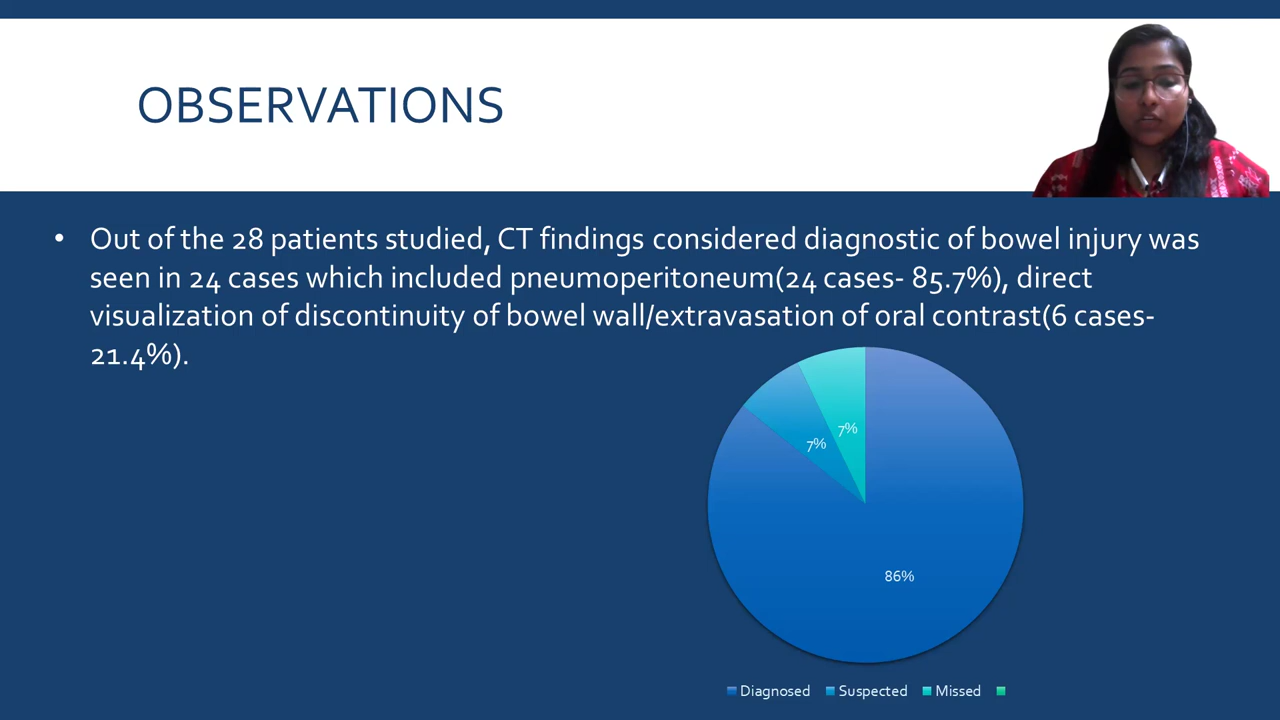 OBSERVATIONS
• Out of the 28 patients studied, CT findings considered diagnostic of bowel injury was
seen in 24 cases which included pneumoperitoneum(24 cases- 85.7%), direct
visualization of discontinuity of bowel wall/extravasation of oral contrast(6 cases-
21.4%).
7%
7%
86%
Diagnosed Suspected Missed